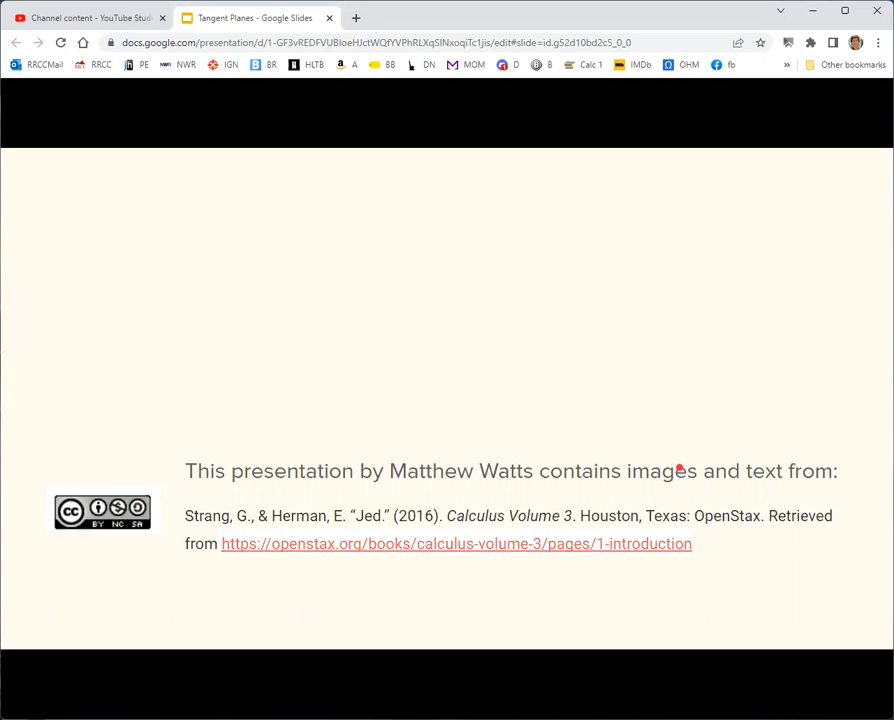 Channel content - YouTube Studi
Tangent Planes - Google Slides
docs.google.com/presentation/d/1-GF3vREDFVUBIoeHJctWQfYVPhRLXqSINxoqiTc1jis/edit#slide=id.g52d10bd2c5_0_0
RRCCMail RRCC PE NWR IGN BR HLTB A BB DN MOM D B Calc 1 IMDb OHM fb » Other bookmarks
This presentation by Matthew Watts contains images and text from:
Strang, G., & Herman, E. “Jed.” (2016). Calculus Volume 3. Houston, Texas: OpenStax. Retrieved
from https://openstax.org/books/calculus-volume-3/pages/1-introduction
cc BY NC SA